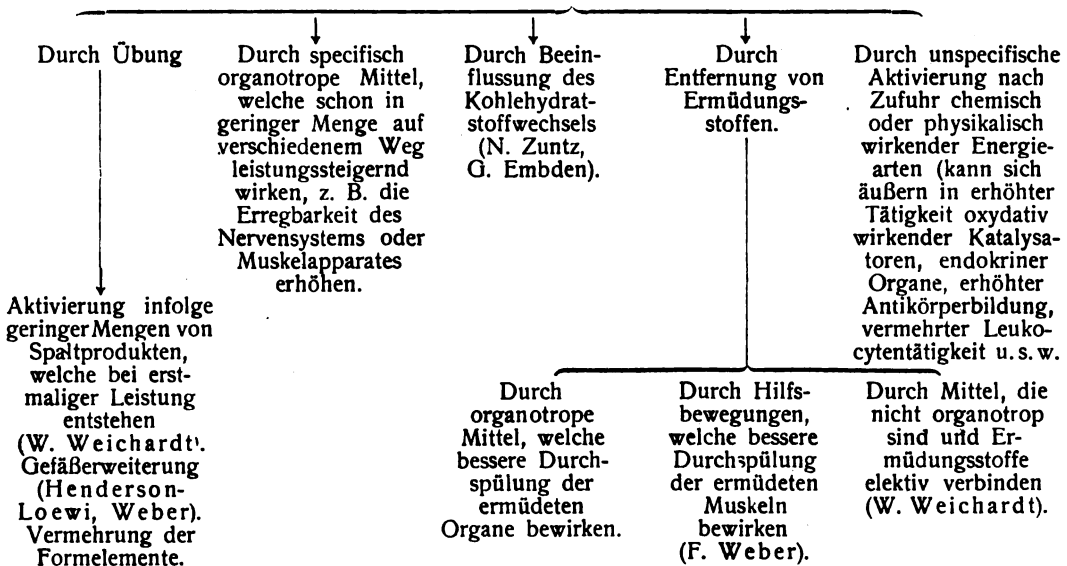 Durch Übung
Aktivierung infolge
geringer Mengen von
Spaltprodukten,
welche bei erst-
maliger Leistung
entstehen
(W. Weichardt).
Gefäßerweiterung
(Henderson-
Loewi, Weber).
Vermehrung der
Formelemente.
Durch specifisch
organotrope Mittel,
welche schon in
geringer Menge auf
verschiedenem Weg
leistungssteigernd
wirken, z. B. die
Erregbarkeit des
Nervensystems oder
Muskelapparates
erhöhen.
Durch Beein-
flussung des
Kohlehydrat-
stoffwechsels
(N. Zuntz,
G. Embden).
Durch
Entfernung von
Ermüdungs-
stoffen.
Durch
organotrope
Mittel, welche
bessere Durch-
spülung der
ermüdeten
Organe bewirken.
Durch Hilfs-
bewegungen,
welche bessere
Durchspülung
der ermüdeten
Muskeln
bewirken
(F. Weber).
Durch Mittel, die
nicht organotrop
sind und Er-
müdungsstoffe
elektiv verbinden
(W. Weichardt).
Durch unspecifische
Aktivierung nach
Zufuhr chemisch
oder physikalisch
wirkender Energie-
arten (kann sich
äußern in erhöhter
Tätigkeit oxydativ
wirkender Katalysa-
toren, endokriner
Organe, erhöhter
Antikörperbildung,
vermehrter Leuko-
cytentätigkeit u. s. w.